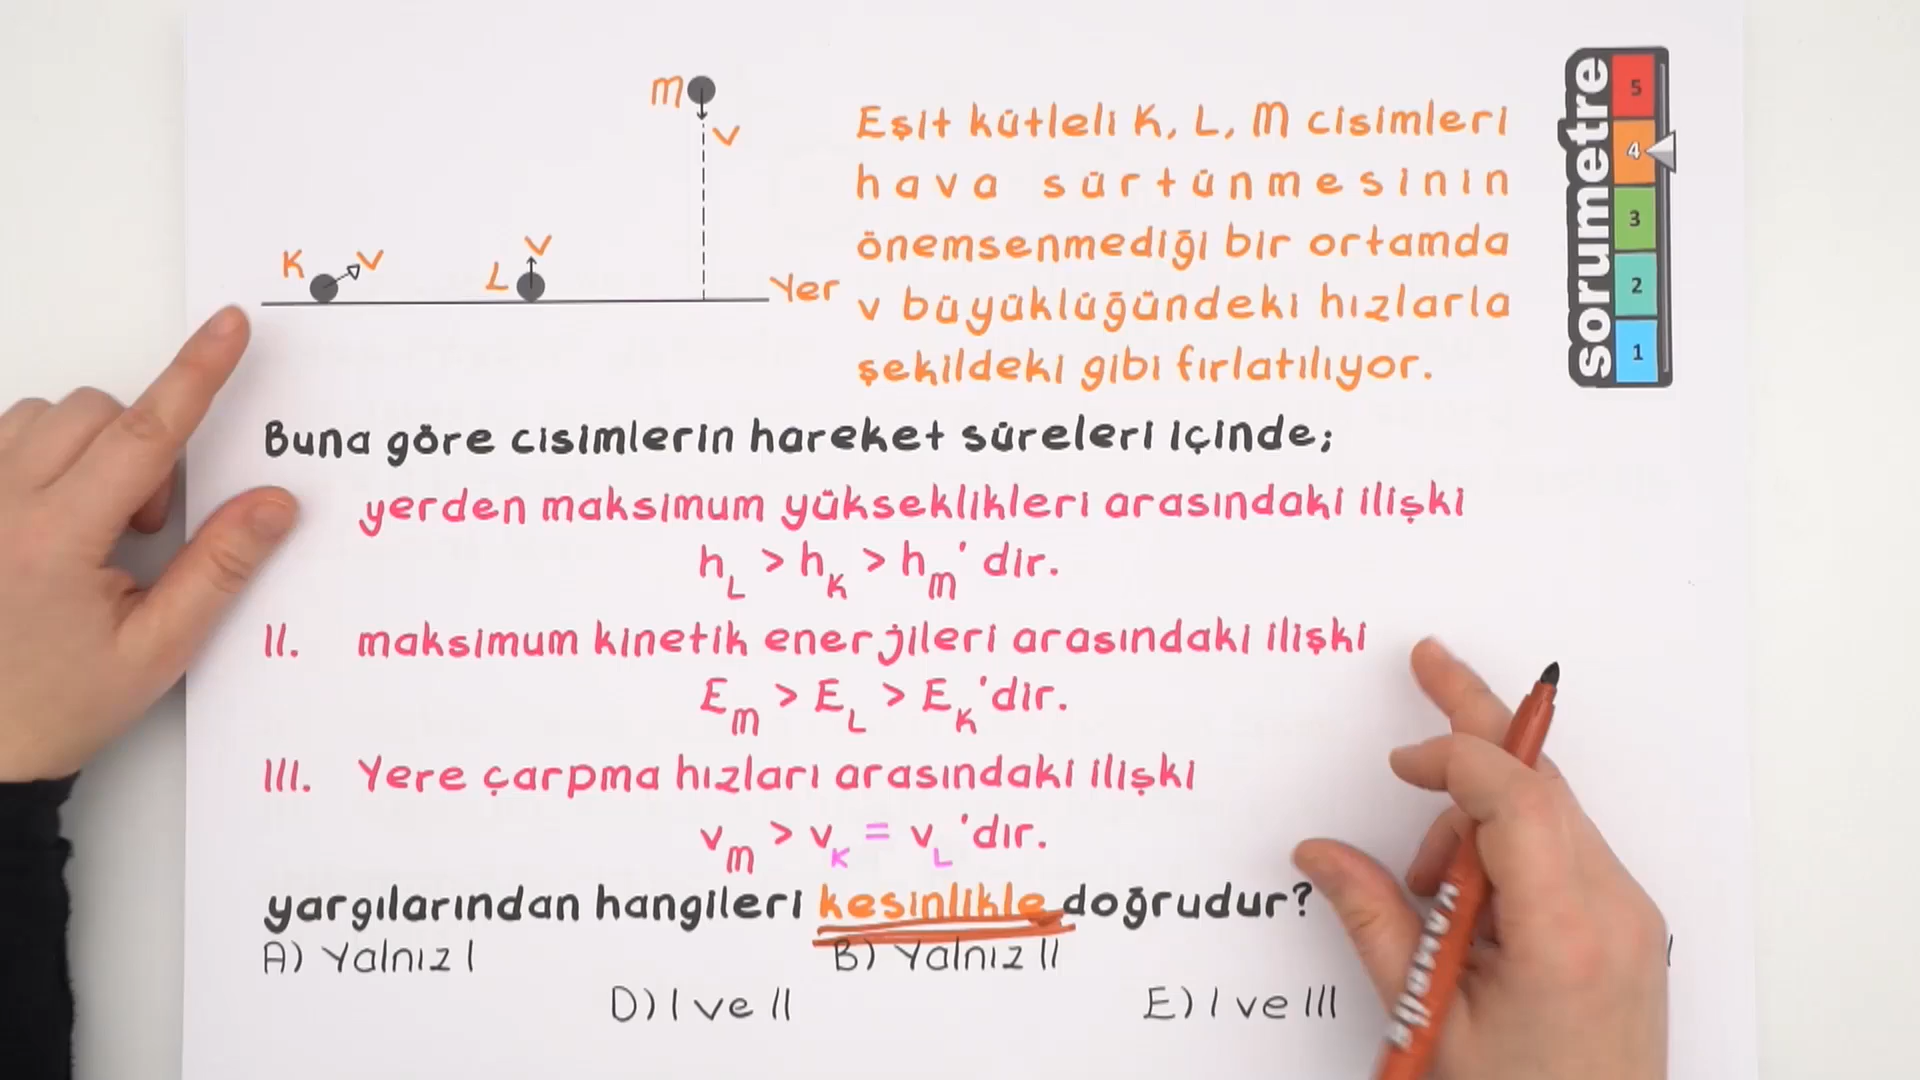 M
V
K
V
L
V
Yer
Eşit kütleli K, L, M cisimleri
hava sürtünmesinin
önemsenmediği bir ortamda
v büyüklüğündeki hızlarla
şekildeki gibi fırlatılıyor.
sorumetre
5
4
3
2
1
Buna göre cisimlerin hareket süreleri içinde;
yerden maksimum yükseklikleri arasındaki ilişki
h_L > h_K > h_M'dir.
II. maksimum kinetik enerjileri arasındaki ilişki
E_M > E_L > E_K'dir.
III. Yere çarpma hızları arasındaki ilişki
v_M > v_K = v_L'dır.
yargılarından hangileri kesinlikle doğrudur?
A) Yalnız I
B) Yalnız II
D) I ve II
E) I ve III